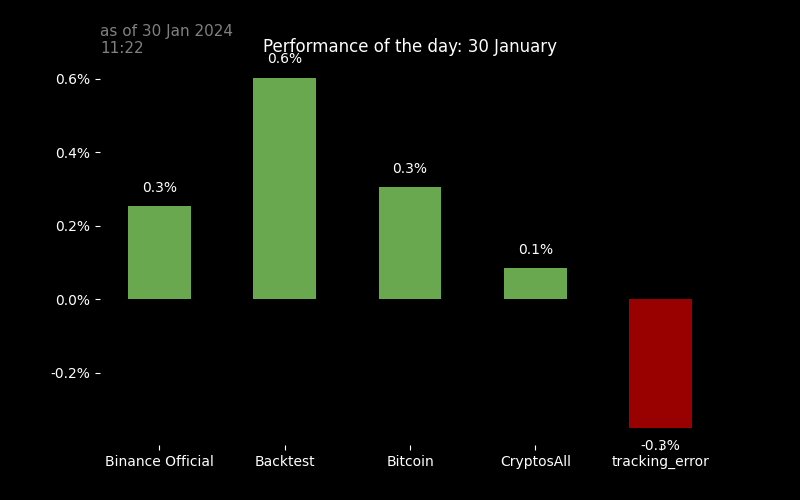 as of 30 Jan 2024
11:22
Performance of the day: 30 January
0.6%
0.6%
0.4%
0.3%
0.3%
0.2%
0.1%
0.0%
-0.2%
-0.3%
Binance Official
Backtest
Bitcoin
CryptosAll
tracking_error